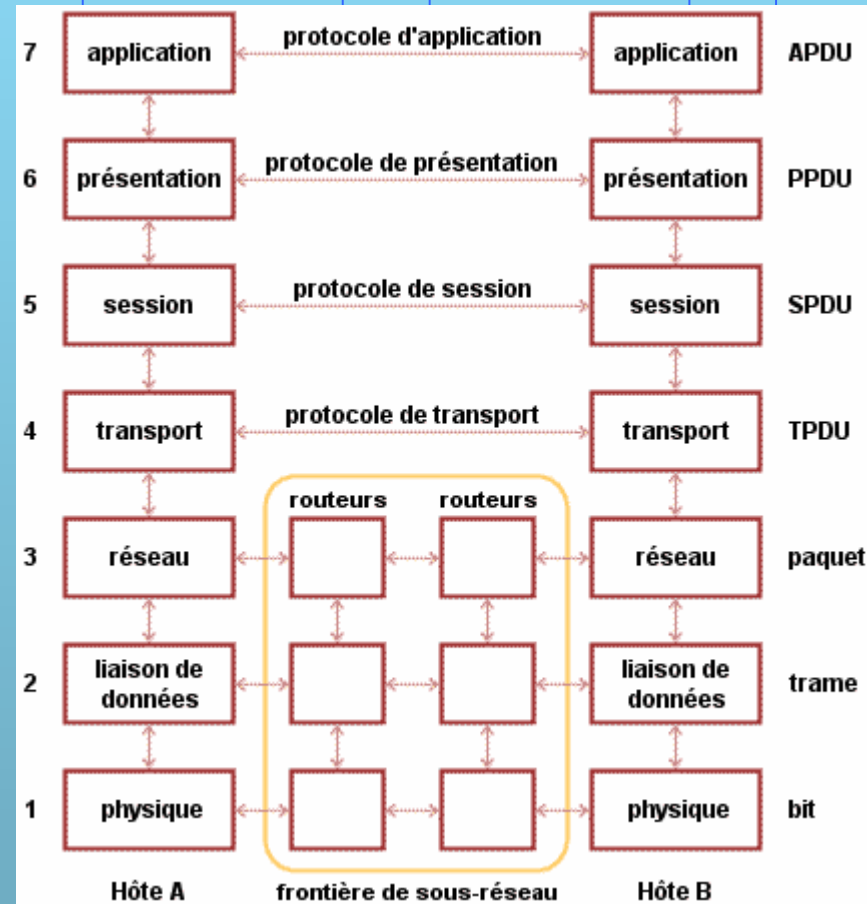 7 application protocole d'application application APDU
6 présentation protocole de présentation présentation PPDU
5 session protocole de session session SPDU
4 transport protocole de transport transport TPDU
routeurs routeurs
3 réseau réseau paquet
2 liaison de données liaison de données trame
1 physique physique bit
Hôte A frontière de sous-réseau Hôte B